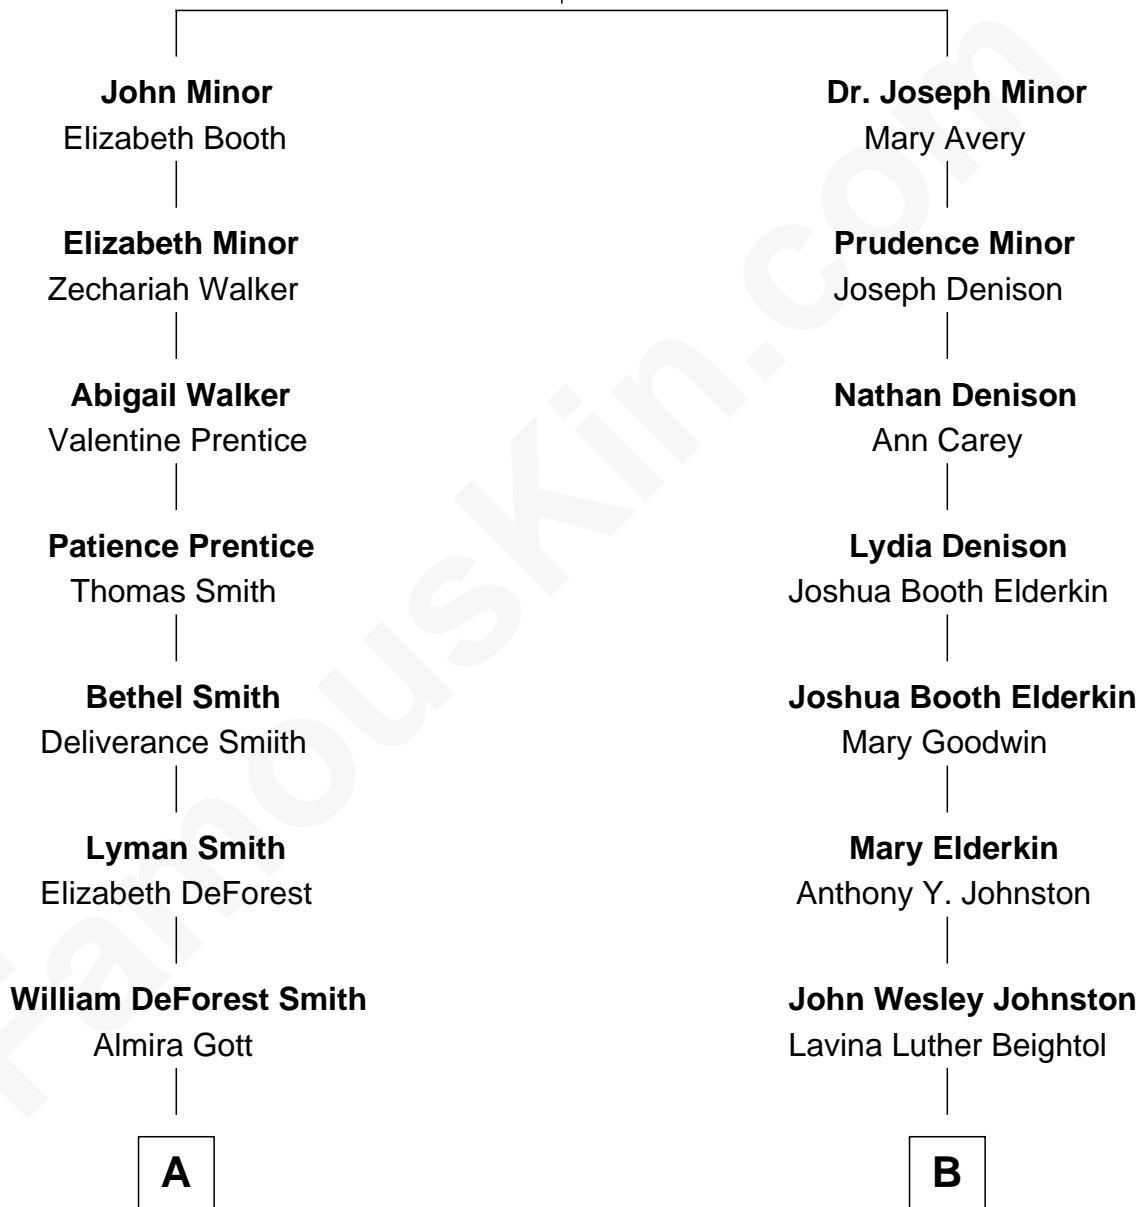 John Minor
Elizabeth Booth
Elizabeth Minor
Zechariah Walker
Abigail Walker
Valentine Prentice
Patience Prentice
Thomas Smith
Bethel Smith
Deliverance Smiith
Lyman Smith
Elizabeth DeForest
William DeForest Smith
Almira Gott
A
Dr. Joseph Minor
Mary Avery
Prudence Minor
Joseph Denison
Nathan Denison
Ann Carey
Lydia Denison
Joshua Booth Elderkin
Joshua Booth Elderkin
Mary Goodwin
Mary Elderkin
Anthony Y. Johnston
John Wesley Johnston
Lavina Luther Beightol
B
FamousKin.com